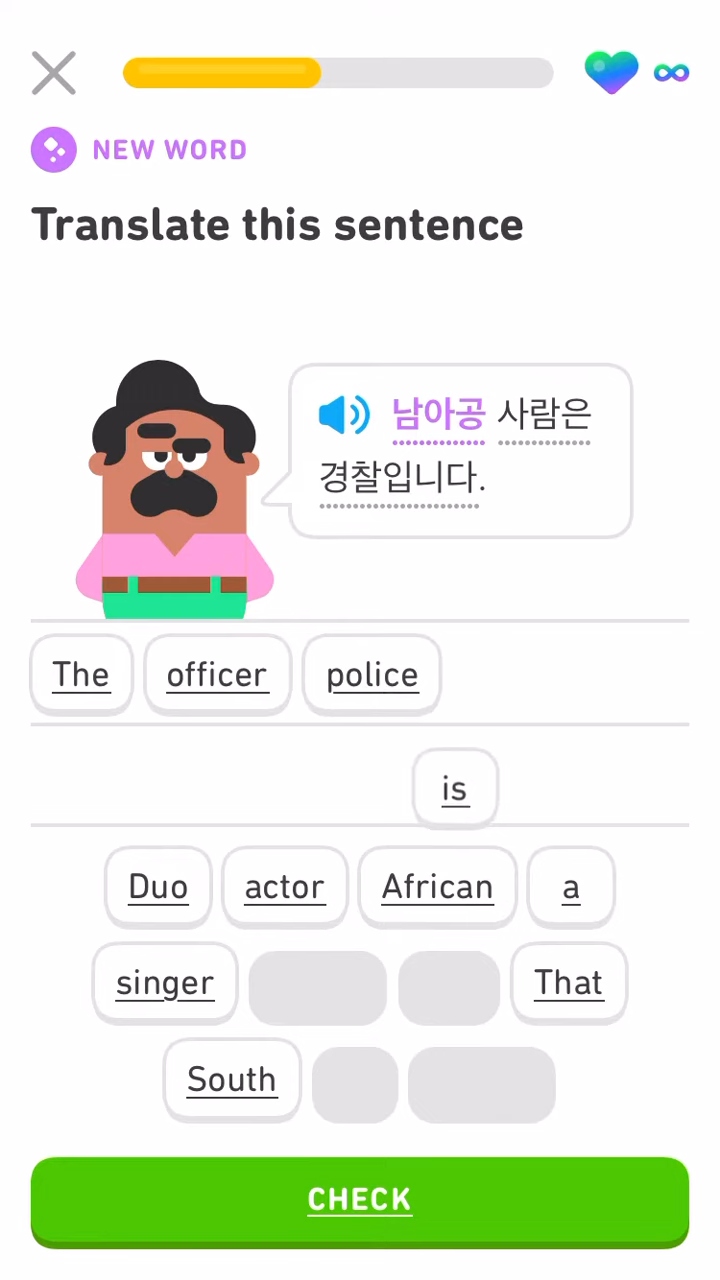 NEW WORD
Translate this sentence
남아공 사람은
경찰입니다.
The officer police
is
Duo actor African a
singer That
South
CHECK